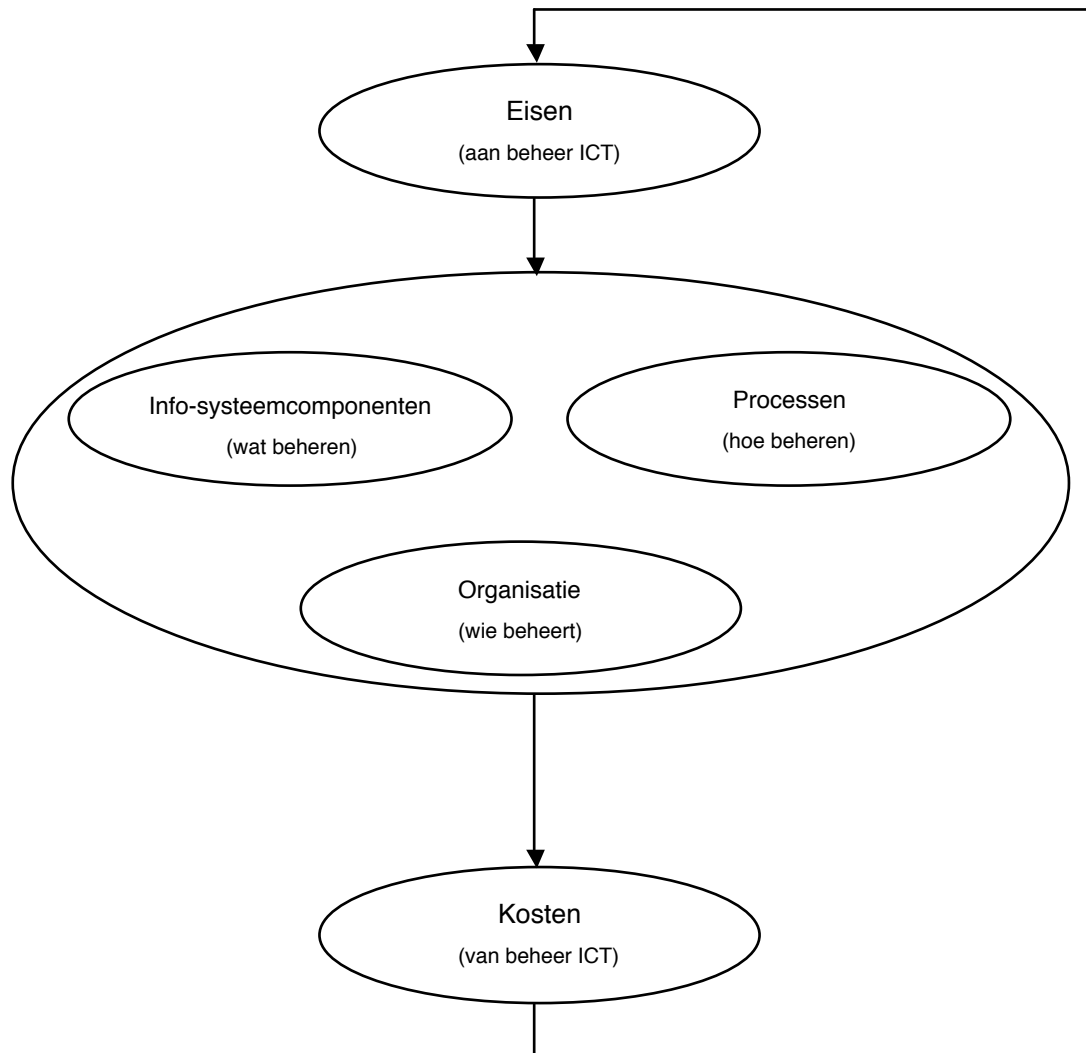 Eisen
(aan beheer ICT)
Info-systeemcomponenten
(wat beheren)
Processen
(hoe beheren)
Organisatie
(wie beheert)
Kosten
(van beheer ICT)